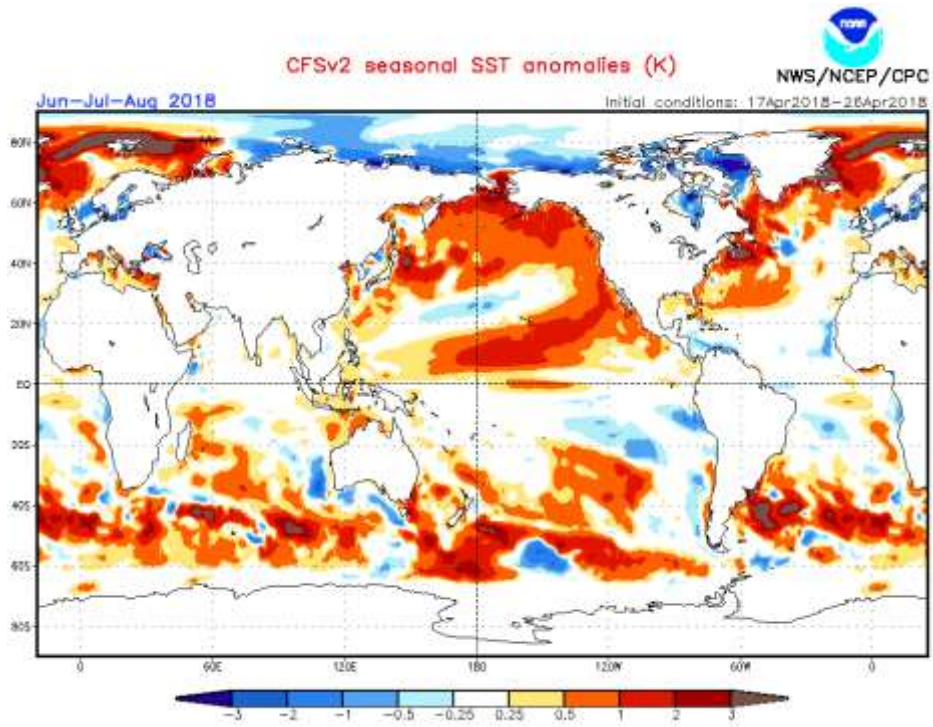 NOAA
CFSv2 seasonal SST anomalies (K)
NWS/NCEP/CPC
Jun-Jul-Aug 2018
Initial conditions: 17Apr2018-26Apr2018
80N
60N
40N
20N
EQ
20S
40S
60S
80S
0 60E 120E 180 120W 60W 0
-3 -2 -1 -0.5 -0.25 0.25 0.5 1 2 3